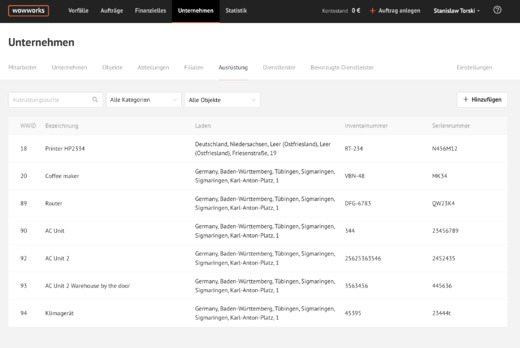 wowworks Vorfälle Aufträge Finanzielles Unternehmen Statistik Kontostand 0 € + Auftrag anlegen Stanislaw Torski ?
Unternehmen
Mitarbeiter Unternehmen Objekte Abteilungen Filialen Ausrüstung Dienstleister Bevorzugte Dienstleister Einstellungen
Ausrüstungssuche Alle Kategorien Alle Objekte + Hinzufügen
WWID Bezeichnung Laden Inventarnummer Seriennummer
18 Printer HP2334 Deutschland, Niedersachsen, Leer (Ostfriesland), Leer RT-234 N456M12
(Ostfriesland), Friesenstraße, 19
20 Coffee maker Germany, Baden-Württemberg, Tübingen, Sigmaringen, VBN-48 MK34
Sigmaringen, Karl-Anton-Platz, 1
89 Router Germany, Baden-Württemberg, Tübingen, Sigmaringen, DFG-6783 QW23K4
Sigmaringen, Karl-Anton-Platz, 1
90 AC Unit Germany, Baden-Württemberg, Tübingen, Sigmaringen, 344 23456789
Sigmaringen, Karl-Anton-Platz, 1
92 AC Unit 2 Germany, Baden-Württemberg, Tübingen, Sigmaringen, 25625363546 2452435
Sigmaringen, Karl-Anton-Platz, 1
93 AC Unit 2 Warehouse by the door Germany, Baden-Württemberg, Tübingen, Sigmaringen, 3563456 445636
Sigmaringen, Karl-Anton-Platz, 1
94 Klimagerät Germany, Baden-Württemberg, Tübingen, Sigmaringen, 45395 23444t
Sigmaringen, Karl-Anton-Platz, 1